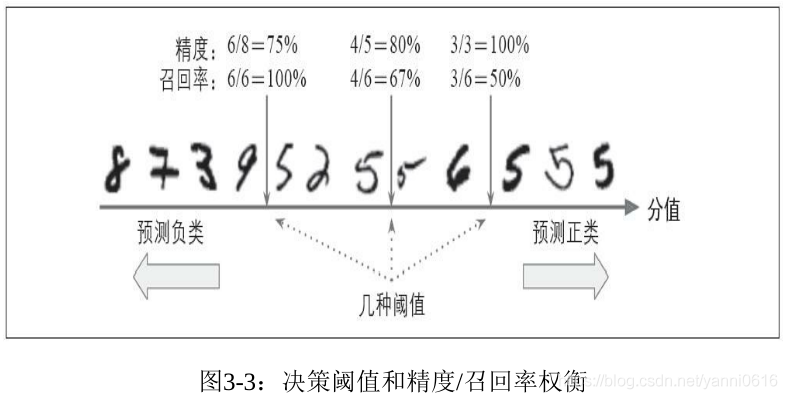 精度：6/8=75% 4/5=80% 3/3=100%
召回率：6/6=100% 4/6=67% 3/6=50%
8 7 3 9 5 2 5 5 6 5 5 5
分值
预测负类 预测正类
几种阈值
图3-3：决策阈值和精度/召回率权衡
https://blog.csdn.net/yanni0616